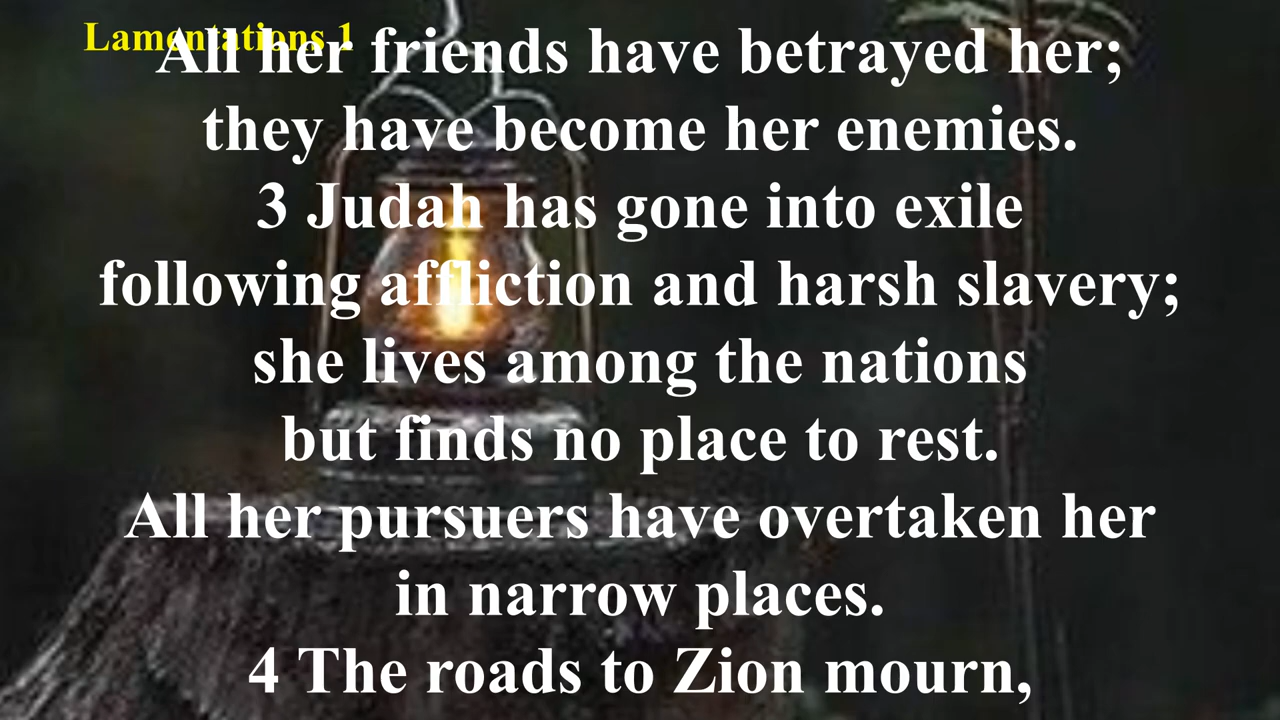 Lamentations 1
All her friends have betrayed her;
they have become her enemies.
3 Judah has gone into exile
following affliction and harsh slavery;
she lives among the nations
but finds no place to rest.
All her pursuers have overtaken her
in narrow places.
4 The roads to Zion mourn,